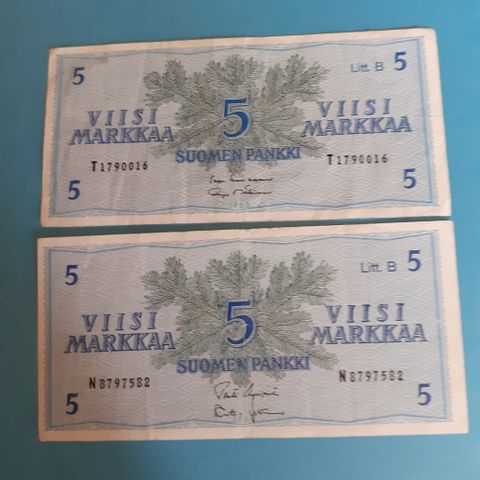 5 Litt. B 5
VIISI 5 VIISI
MARKKAA MARKKAA
SUOMEN PANKKI
T1790016 T1790016
5 5
5 Litt. B 5
VIISI 5 VIISI
MARKKAA MARKKAA
SUOMEN PANKKI
N8797582 N8797582
5 5